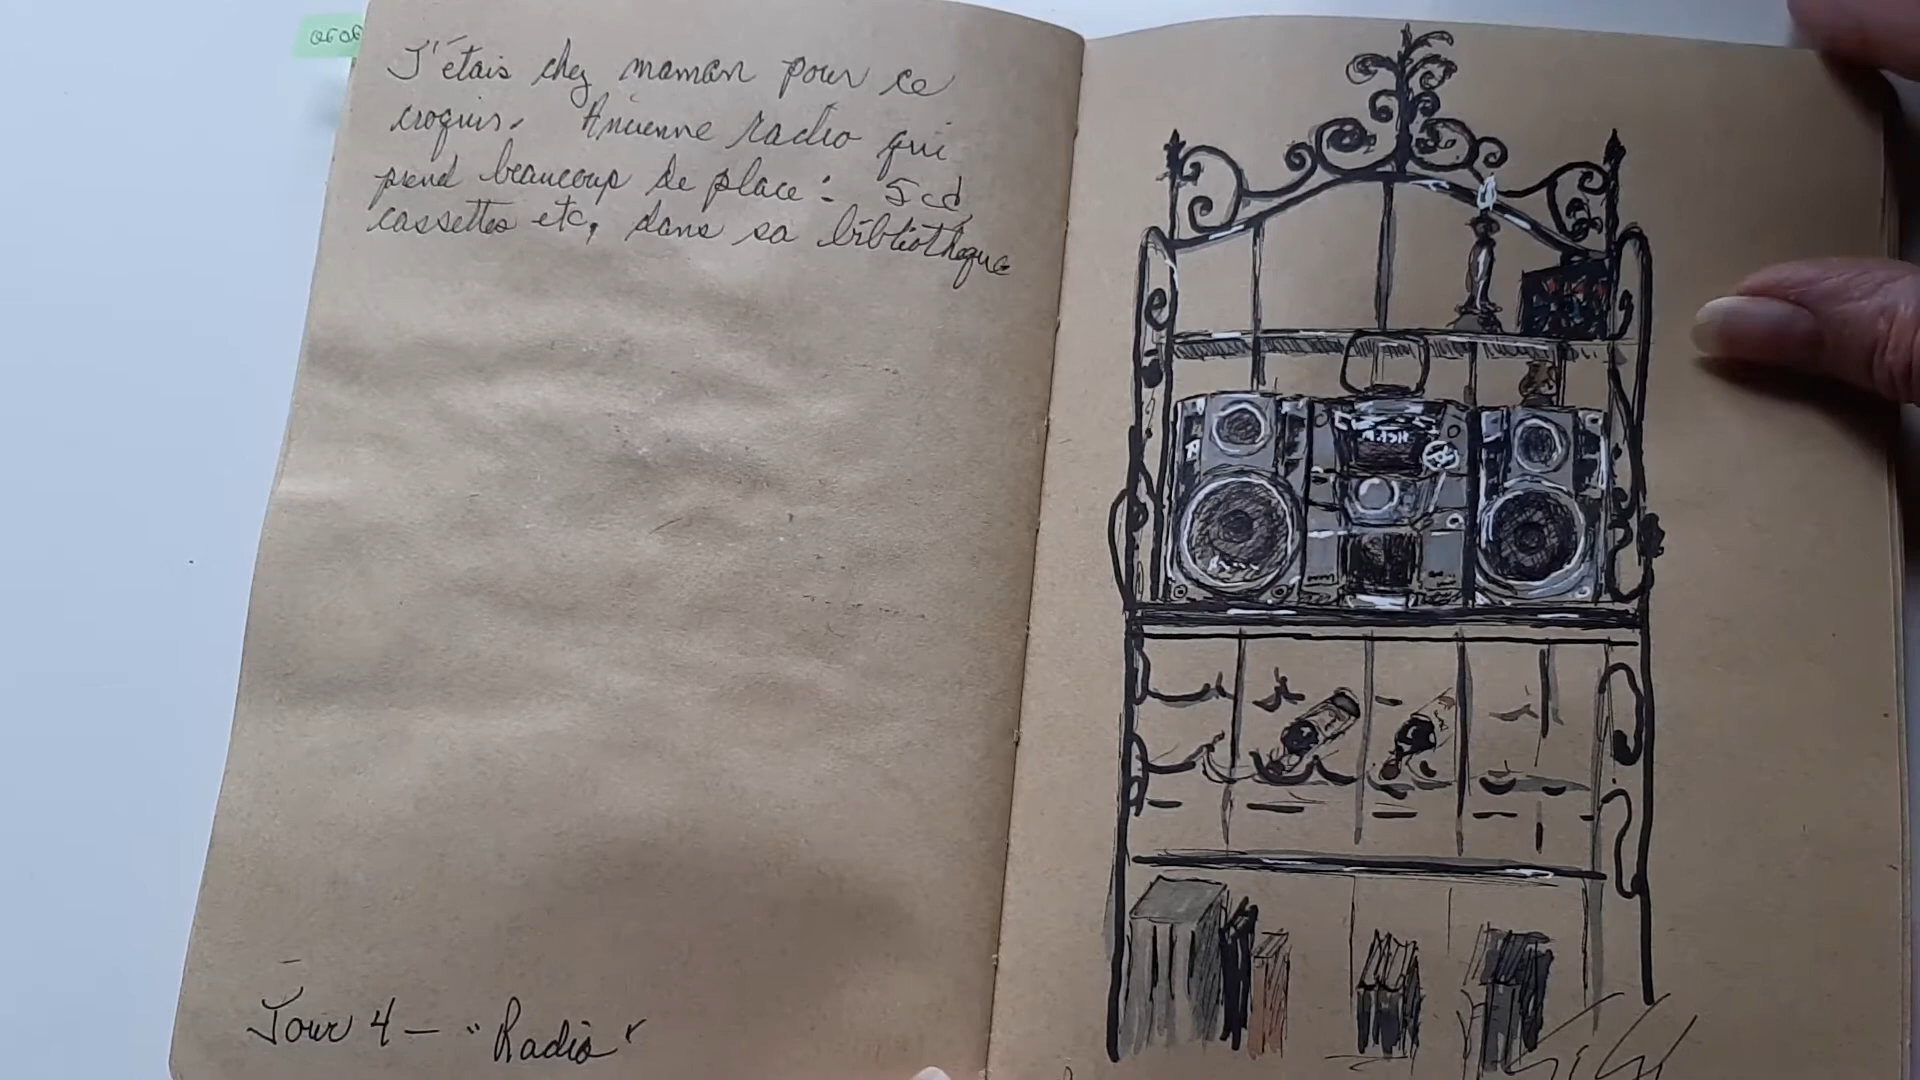 J'étais chez maman pour ce
croquis. Ancienne radio qui
prend beaucoup de place: 5 cd,
cassettes etc, dans sa bibliothèque
Jour 4 - "Radio"